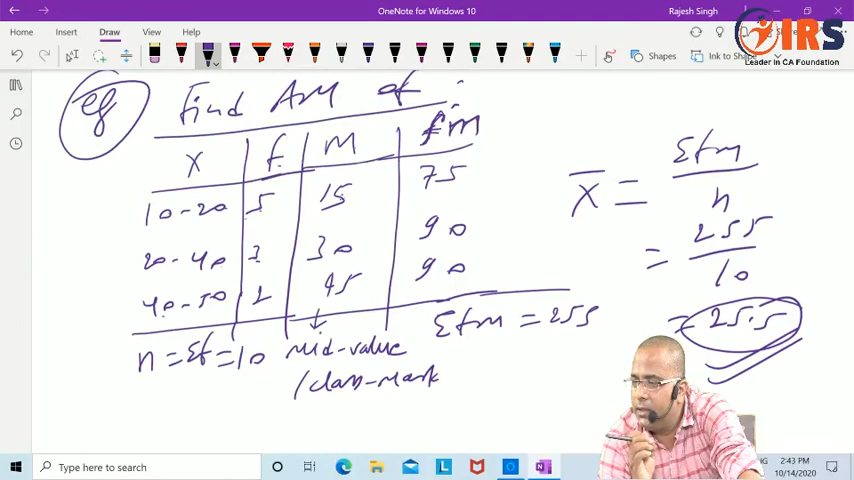 OneNote for Windows 10
Rajesh Singh
Home Insert Draw View Help
Shapes Ink to Shape
IRS
Leader in CA Foundation
eg Find AM of :
X f M fm
10-20 5 15 75
20-40 3 30 90
40-50 2 45 90
n = Σf = 10
mid-value
/class-mark
Σfm = 255
X̄ = Σfm / n
= 255 / 10
= 25.5
Type here to search
2:43 PM
10/14/2020